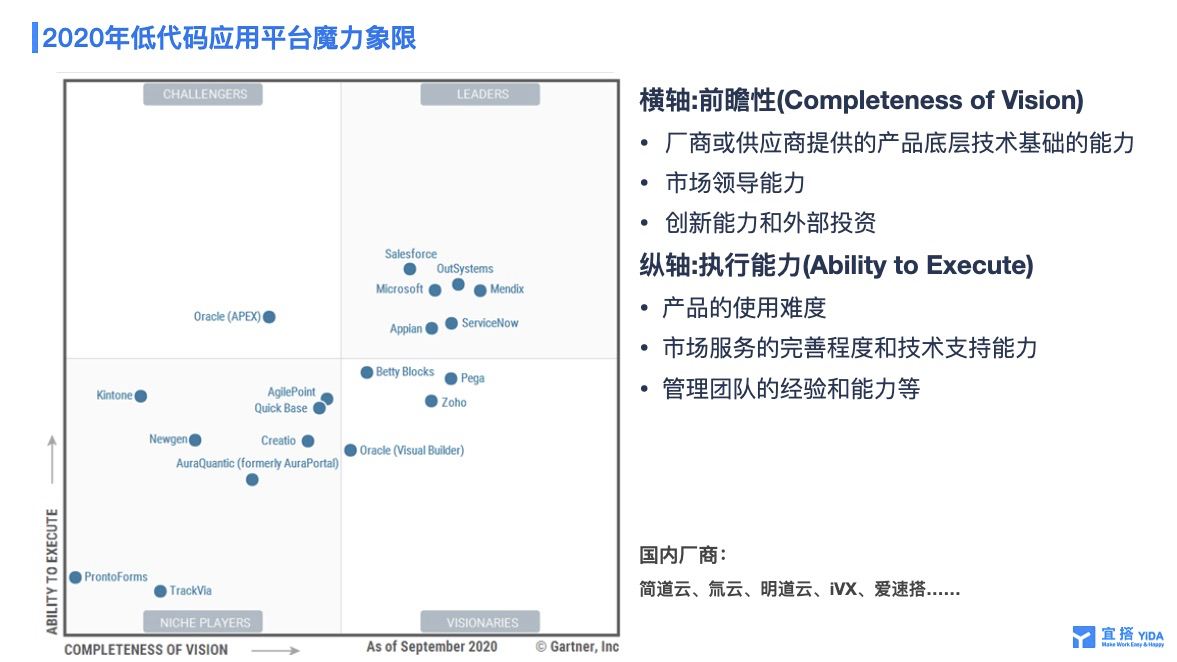 2020年低代码应用平台魔力象限
CHALLENGERS
LEADERS
Salesforce
OutSystems
Microsoft
Mendix
Oracle (APEX)
Appian
ServiceNow
Betty Blocks
Pega
Kintone
AgilePoint
Quick Base
Zoho
Newgen
Creatio
Oracle (Visual Builder)
AuraQuantic (formerly AuraPortal)
ProntoForms
TrackVia
NICHE PLAYERS
VISIONARIES
ABILITY TO EXECUTE
COMPLETENESS OF VISION
As of September 2020
© Gartner, Inc
横轴:前瞻性(Completeness of Vision)
• 厂商或供应商提供的产品底层技术基础的能力
• 市场领导能力
• 创新能力和外部投资
纵轴:执行能力(Ability to Execute)
• 产品的使用难度
• 市场服务的完善程度和技术支持能力
• 管理团队的经验和能力等
国内厂商：
简道云、氚云、明道云、iVX、爱速搭......
宜搭 YiDA
Make Work Easy & Happy